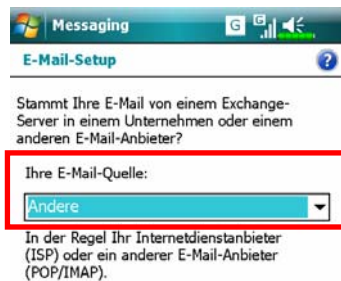 Messaging
G
G
E-Mail-Setup
?
Stammt Ihre E-Mail von einem Exchange-
Server in einem Unternehmen oder einem
anderen E-Mail-Anbieter?
Ihre E-Mail-Quelle:
Andere
In der Regel Ihr Internetdienstanbieter
(ISP) oder ein anderer E-Mail-Anbieter
(POP/IMAP).